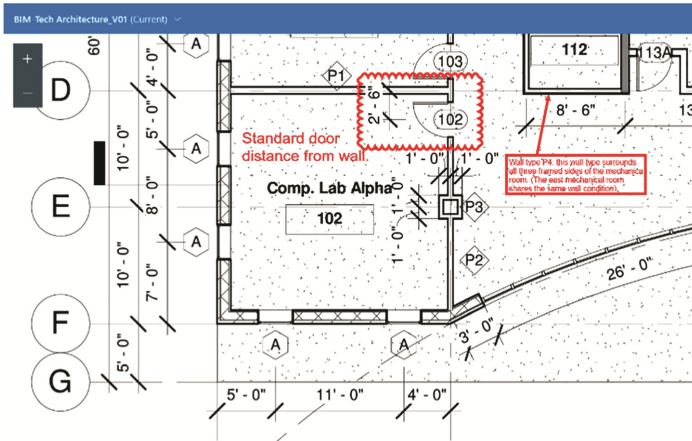 BIM-Tech Architecture_V01 (Current)
60'
A
4' - 0"
D
P1
103
112
113A
2' - 6"
102
8' - 6"
13
5' - 0"
10' - 0"
A
Standard door
distance from wall.
1' - 0"
1' - 0"
Wall type P4: this wall type surrounds
all three framed sides of the mechanical
room. (The east mechanical room
shares the same wall condition).
Comp. Lab Alpha
102
E
8' - 0"
1' - 0"
1' - 0"
P3
A
10' - 0"
7' - 0"
P2
26' - 0"
F
3' - 0"
A
A
5' - 0"
G
5' - 0"
11' - 0"
4' - 0"